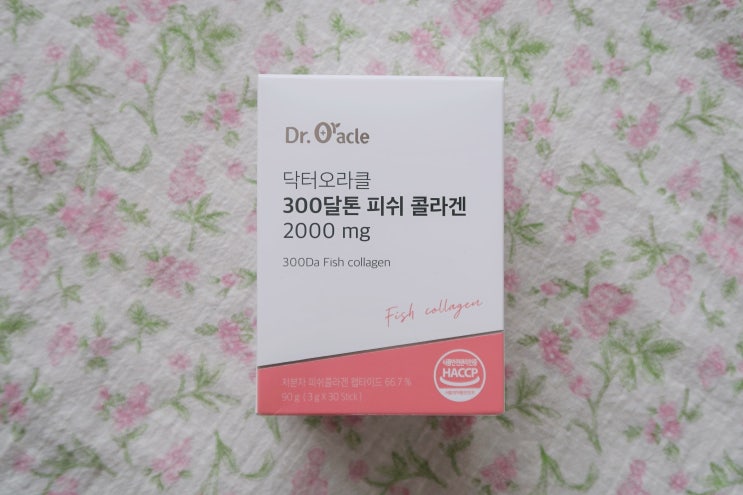 Dr. Oracle
닥터오라클
300달톤 피쉬 콜라겐
2000 mg
300Da Fish collagen
Fish collagen
저분자 피쉬콜라겐 펩타이드 66.7 %
90 g ( 3 g X 30 Stick )
HACCP